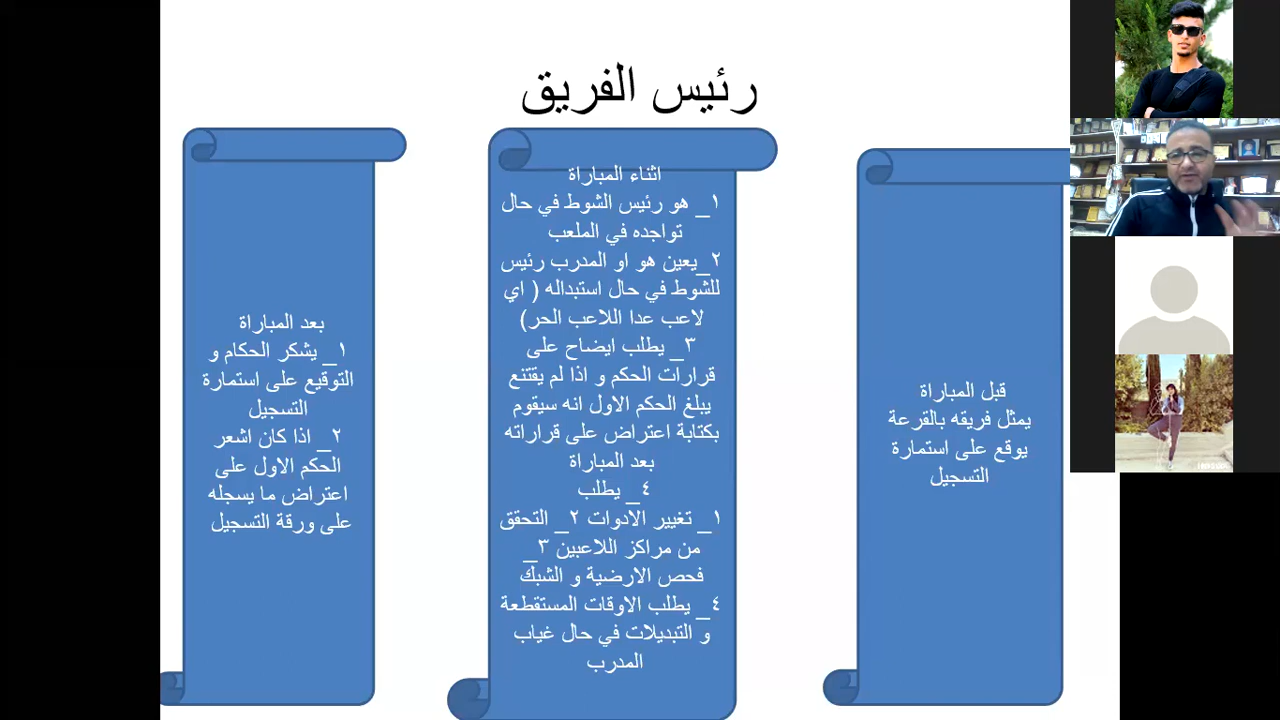 رئيس الفريق
قبل المباراة
يمثل فريقه بالقرعة
يوقع على استمارة
التسجيل
اثناء المباراة
١_ هو رئيس الشوط في حال
تواجده في الملعب
٢_يعين هو او المدرب رئيس
للشوط في حال استبداله ( اي
لاعب عدا اللاعب الحر)
٣_ يطلب ايضاح على
قرارات الحكم و اذا لم يقتنع
يبلغ الحكم الاول انه سيقوم
بكتابة اعتراض على قراراته
بعد المباراة
٤_ يطلب
١_ تغيير الادوات ٢_ التحقق
من مراكز اللاعبين ٣_
فحص الارضية و الشبك
٤_ يطلب الاوقات المستقطعة
و التبديلات في حال غياب
المدرب
بعد المباراة
١_ يشكر الحكام و
التوقيع على استمارة
التسجيل
٢_ اذا كان اشعر
الحكم الاول على
اعتراض ما يسجله
على ورقة التسجيل